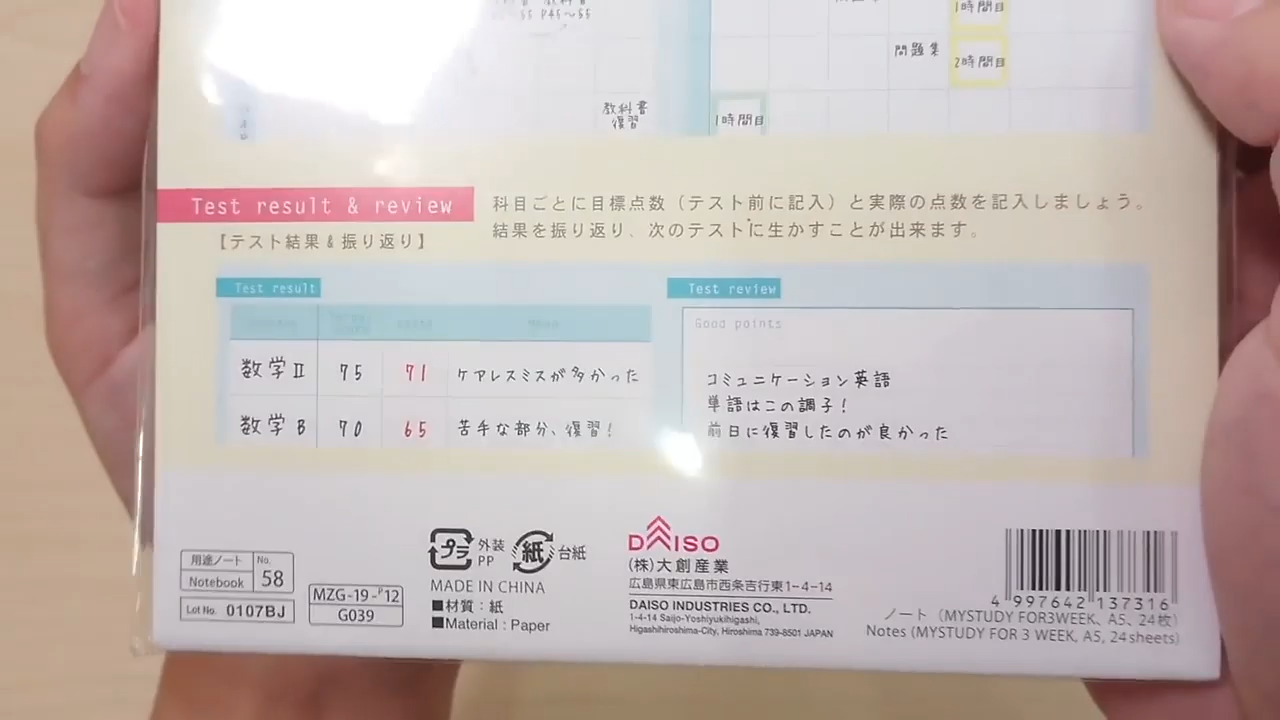 P45〜55
教科書
復習
1時間目
問題集
2時間目
1時間目
Test result & review
【テスト結果&振り返り】
科目ごとに目標点数（テスト前に記入）と実際の点数を記入しましょう。
結果を振り返り、次のテストに生かすことが出来ます。
Test result
数学Ⅱ 75 71 ケアレスミスが多かった
数学B 70 65 苦手な部分、復習！
Test review
Good points
コミュニケーション英語
単語はこの調子！
前日に復習したのが良かった
用途ノート No.
Notebook 58
Lot No. 0107BJ
MZG-19-P12
G039
プラ 外装
PP
紙 台紙
MADE IN CHINA
■材質：紙
■Material : Paper
DAISO
(株)大創産業
広島県東広島市西条吉行東1-4-14
DAISO INDUSTRIES CO., LTD.
1-4-14 Saijo-Yoshiyukihigashi,
Higashihiroshima-City, Hiroshima 739-8501 JAPAN
4 997642 137316
ノート（MYSTUDY FOR3WEEK、A5、24枚）
Notes (MYSTUDY FOR 3 WEEK, A5, 24sheets)